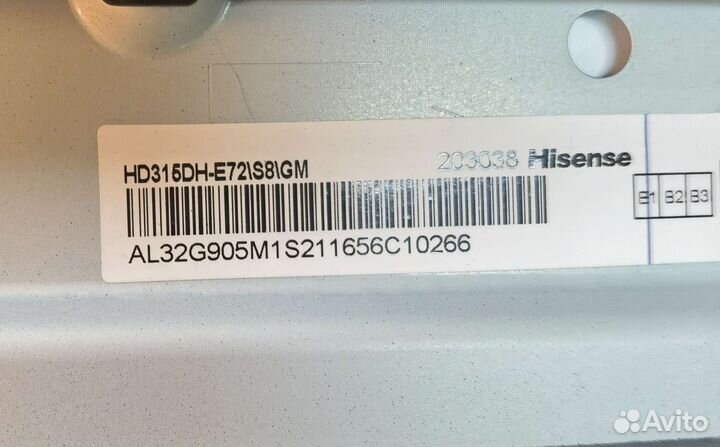 203038 Hisense
HD315DH-E72\S8\GM
B1 B2 B3
AL32G905M1S211656C10266
Avito